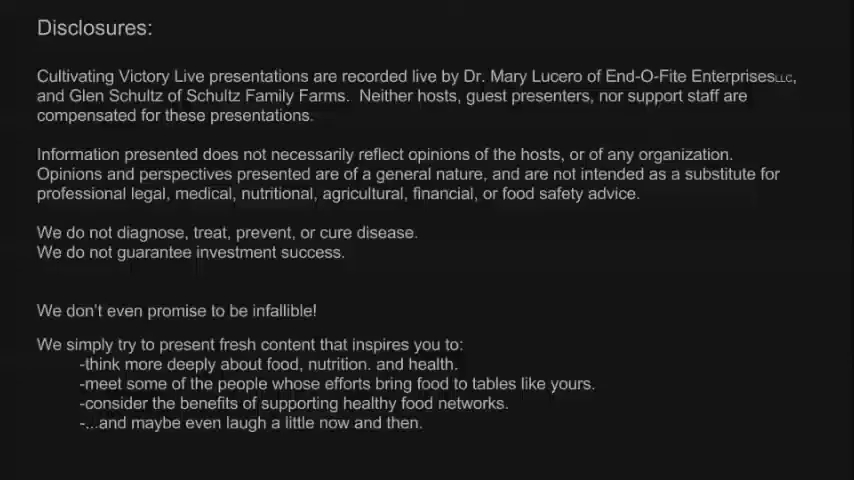 Disclosures:
Cultivating Victory Live presentations are recorded live by Dr. Mary Lucero of End-O-Fite EnterprisesLLC,
and Glen Schultz of Schultz Family Farms.  Neither hosts, guest presenters, nor support staff are
compensated for these presentations.
Information presented does not necessarily reflect opinions of the hosts, or of any organization.
Opinions and perspectives presented are of a general nature, and are not intended as a substitute for
professional legal, medical, nutritional, agricultural, financial, or food safety advice.
We do not diagnose, treat, prevent, or cure disease.
We do not guarantee investment success.
We don't even promise to be infallible!
We simply try to present fresh content that inspires you to:
-think more deeply about food, nutrition. and health.
-meet some of the people whose efforts bring food to tables like yours.
-consider the benefits of supporting healthy food networks.
-...and maybe even laugh a little now and then.